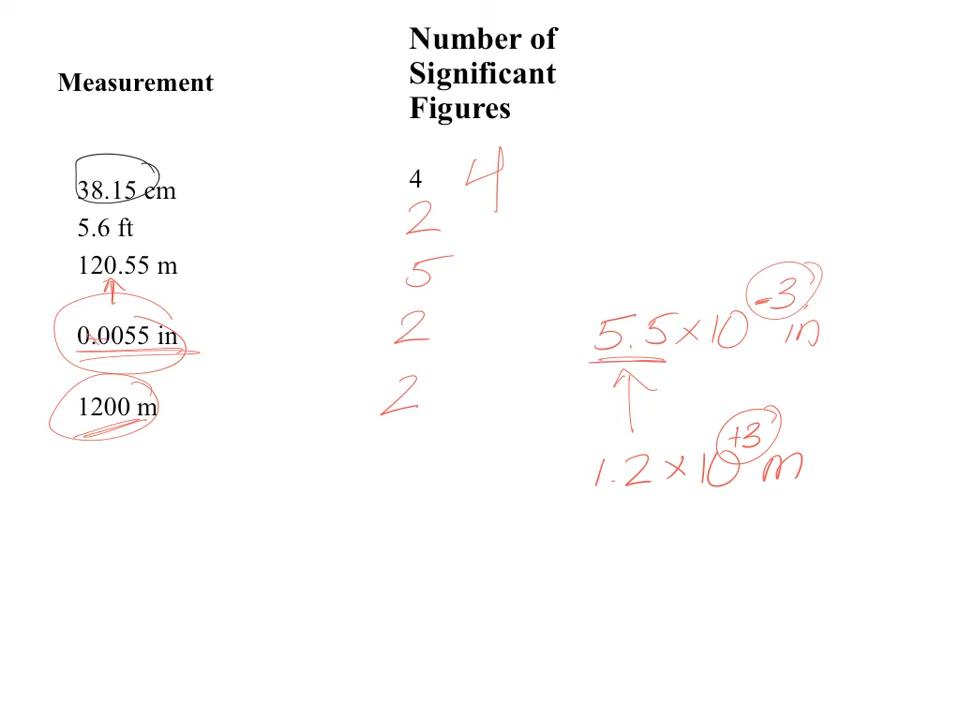 Number of
Significant
Figures
Measurement
38.15 cm 4 4
5.6 ft 2
120.55 m 5
0.0055 in 2 5.5 × 10⁻³ in
1200 m 2
1.2 × 10⁺³ m